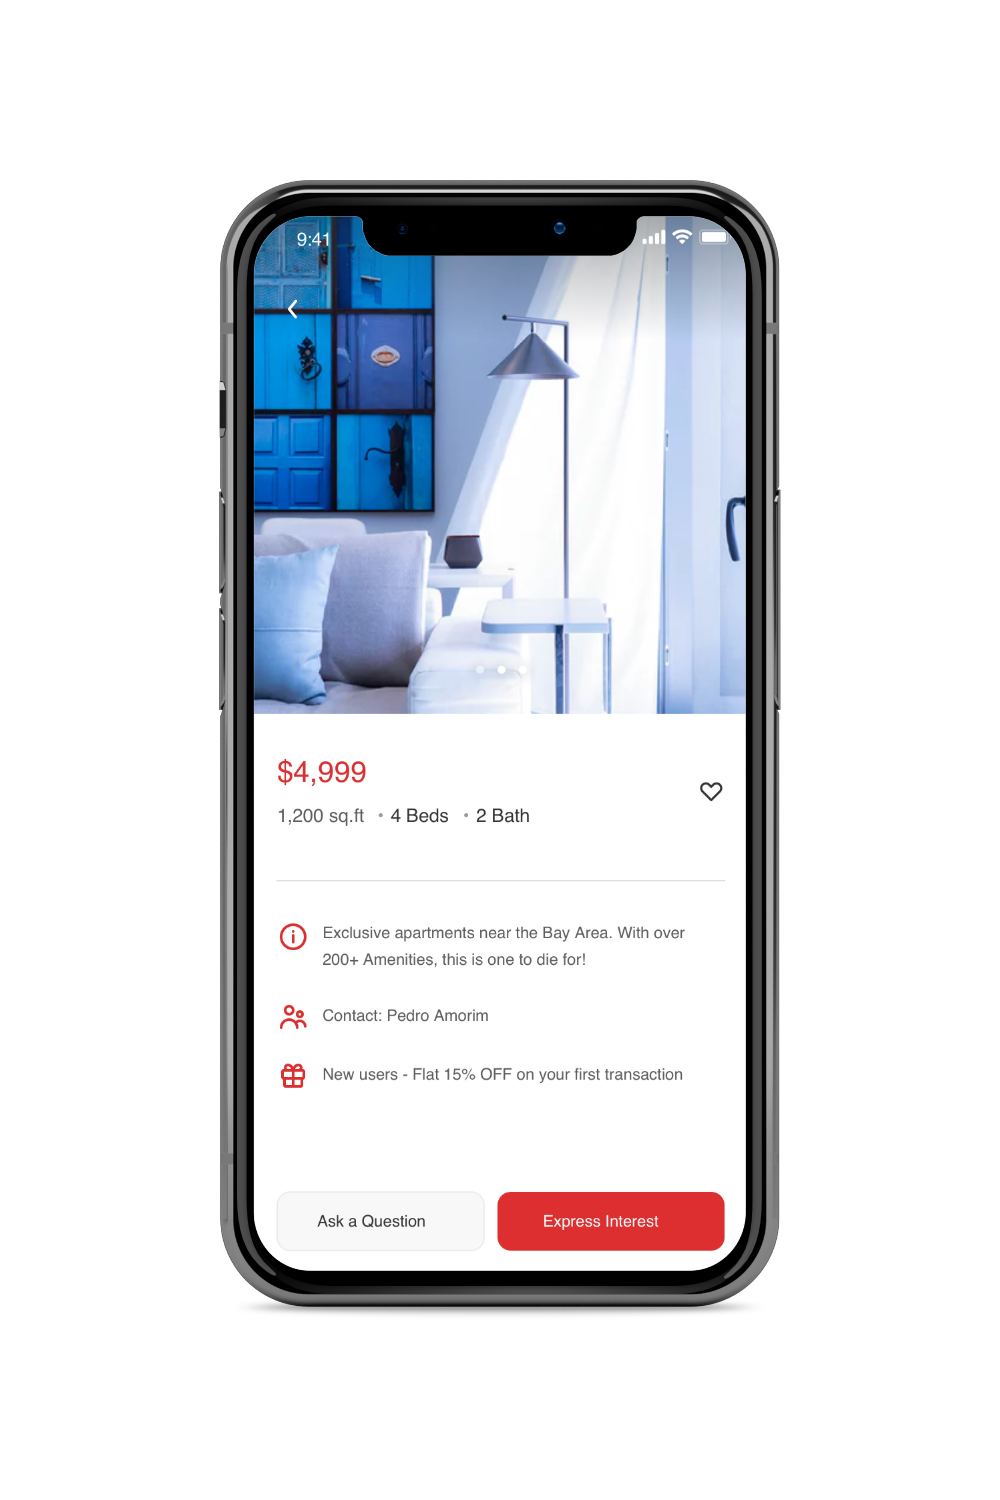 9:41
$4,999
1,200 sq.ft • 4 Beds • 2 Bath
Exclusive apartments near the Bay Area. With over
200+ Amenities, this is one to die for!
Contact: Pedro Amorim
New users - Flat 15% OFF on your first transaction
Ask a Question
Express Interest